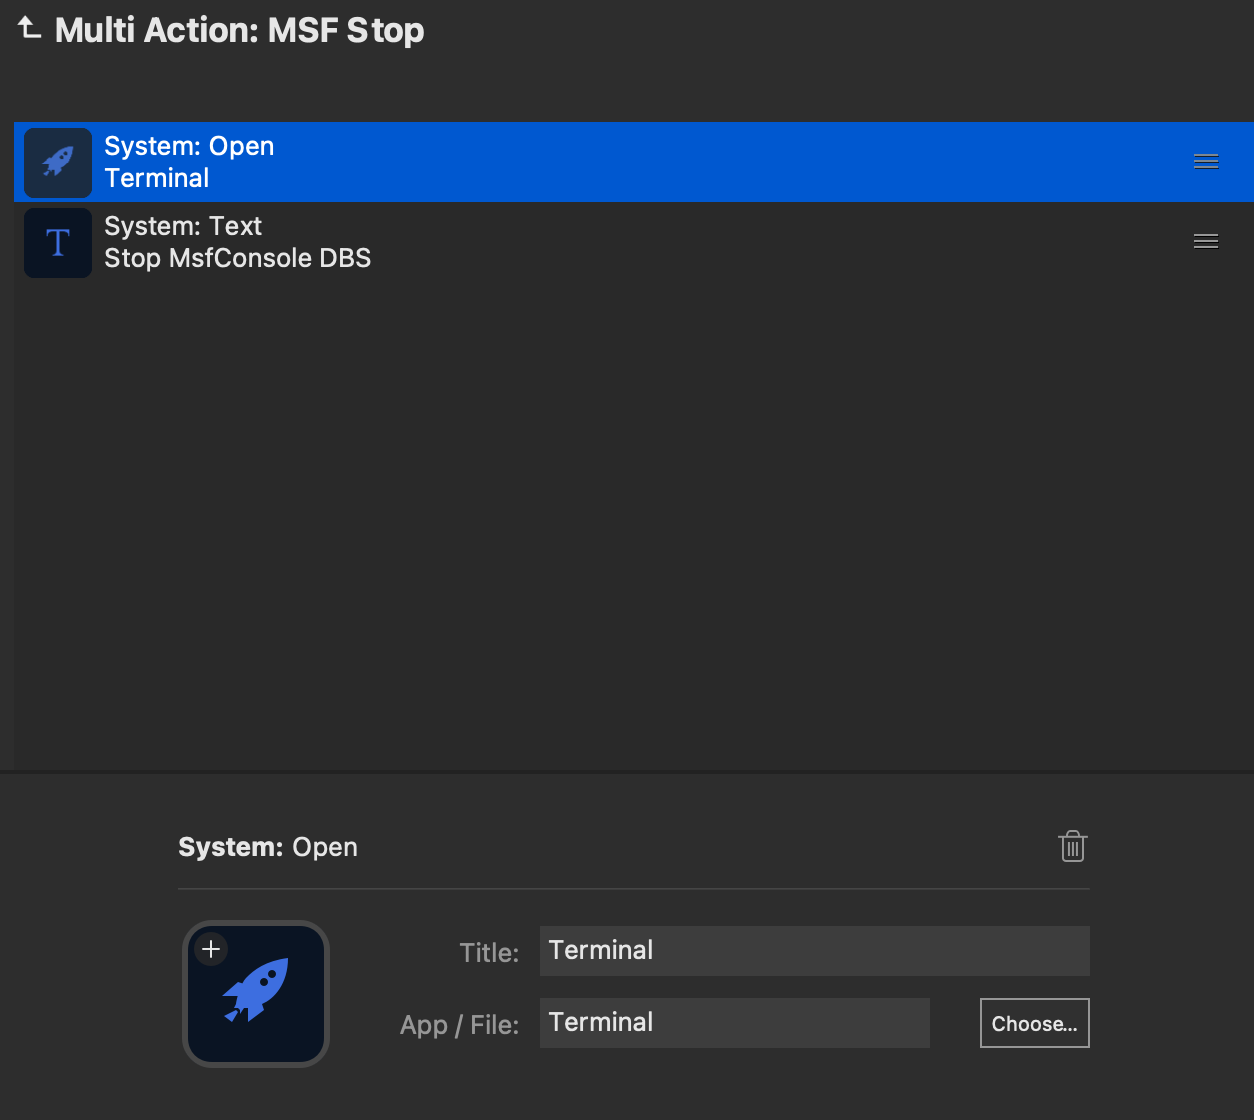 Multi Action: MSF Stop
System: Open
Terminal
T
System: Text
Stop MsfConsole DBS
System: Open
Title: Terminal
App / File: Terminal Choose...